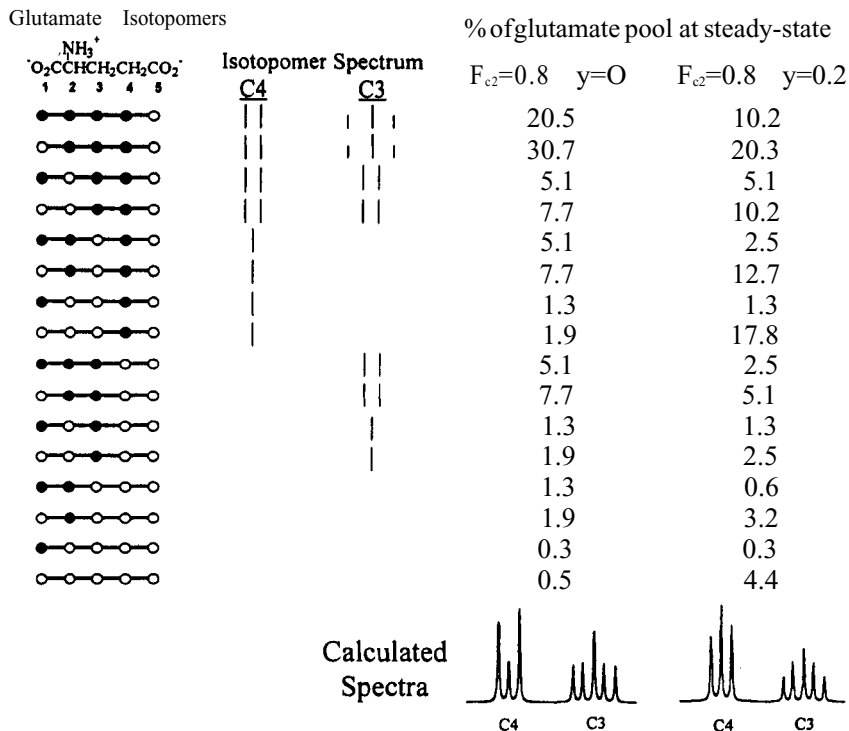 Glutamate Isotopomers
% of glutamate pool at steady-state
NH₃⁺
⁻O₂CCHCH₂CH₂CO₂⁻
1 2 3 4 5
Isotopomer Spectrum
C4 C3
Fc2=0.8 y=O Fc2=0.8 y=0.2
20.5 10.2
30.7 20.3
5.1 5.1
7.7 10.2
5.1 2.5
7.7 12.7
1.3 1.3
1.9 17.8
5.1 2.5
7.7 5.1
1.3 1.3
1.9 2.5
1.3 0.6
1.9 3.2
0.3 0.3
0.5 4.4
Calculated
Spectra
C4 C3 C4 C3